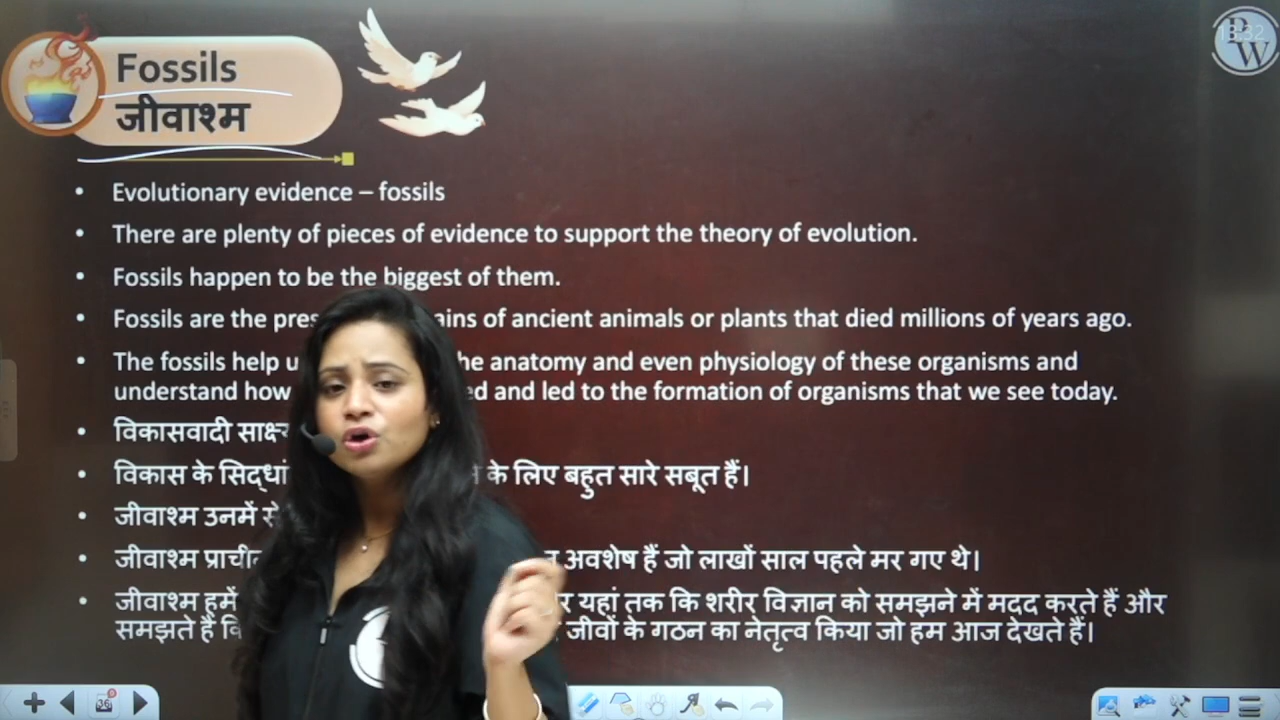 Fossils
जीवाश्म
PW
13:32
• Evolutionary evidence – fossils
• There are plenty of pieces of evidence to support the theory of evolution.
• Fossils happen to be the biggest of them.
• Fossils are the of ancient animals or plants that died millions of years ago.
• The fossils help anatomy and even physiology of these organisms and
understand how and led to the formation of organisms that we see today.
• विकासवादी
• विकास के के लिए बहुत सारे सबूत हैं।
• जीवाश्म उनमें
• जीवाश्म अवशेष हैं जो लाखों साल पहले मर गए थे।
• जीवाश्म हमें यहां तक कि शरीर विज्ञान को समझने में मदद करते हैं और
समझते हैं जीवों के गठन का नेतृत्व किया जो हम आज देखते हैं।
36